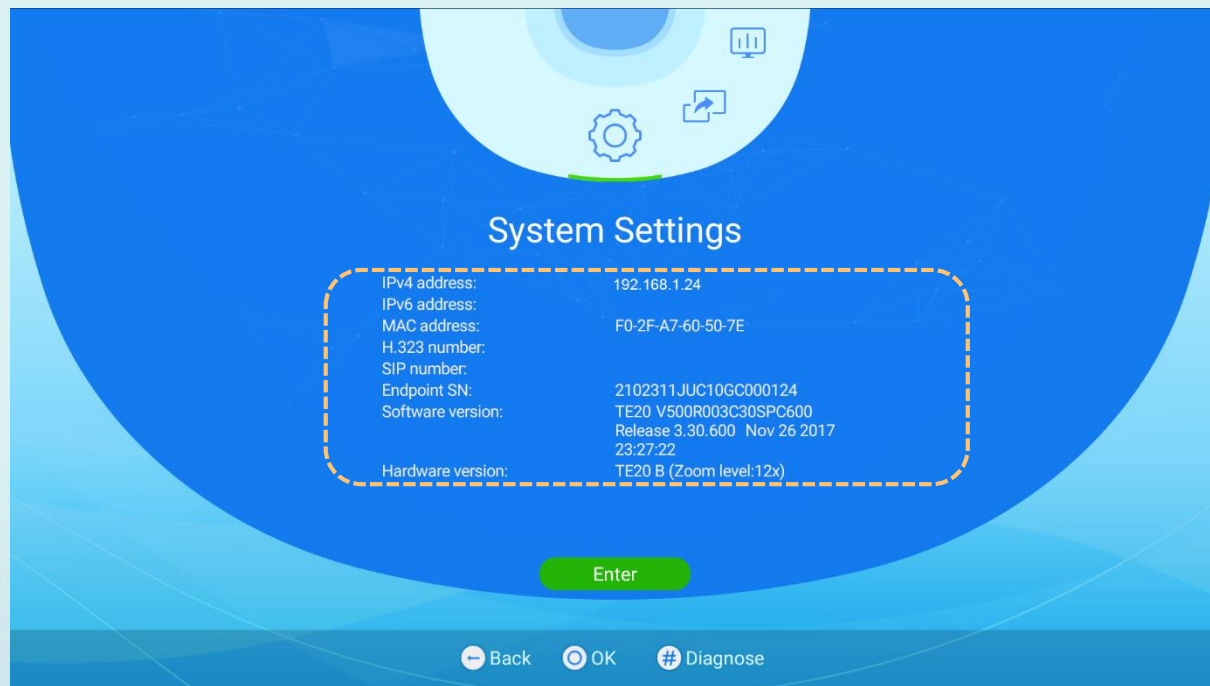 System Settings
IPv4 address: 192.168.1.24
IPv6 address:
MAC address: F0-2F-A7-60-50-7E
H.323 number:
SIP number:
Endpoint SN: 2102311JUC10GC000124
Software version: TE20 V500R003C30SPC600
Release 3.30.600 Nov 26 2017
23:27:22
Hardware version: TE20 B (Zoom level:12x)
Enter
Back OK # Diagnose